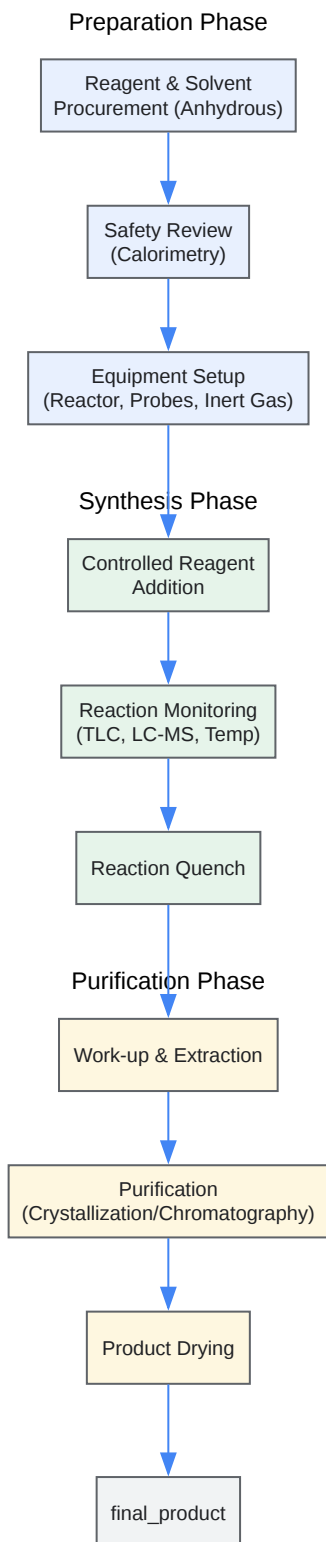 Preparation Phase
Reagent & Solvent
Procurement (Anhydrous)
Safety Review
(Calorimetry)
Equipment Setup
(Reactor, Probes, Inert Gas)
Synthesis Phase
Controlled Reagent
Addition
Reaction Monitoring
(TLC, LC-MS, Temp)
Reaction Quench
Purification Phase
Work-up & Extraction
Purification
(Crystallization/Chromatography)
Product Drying
final_product